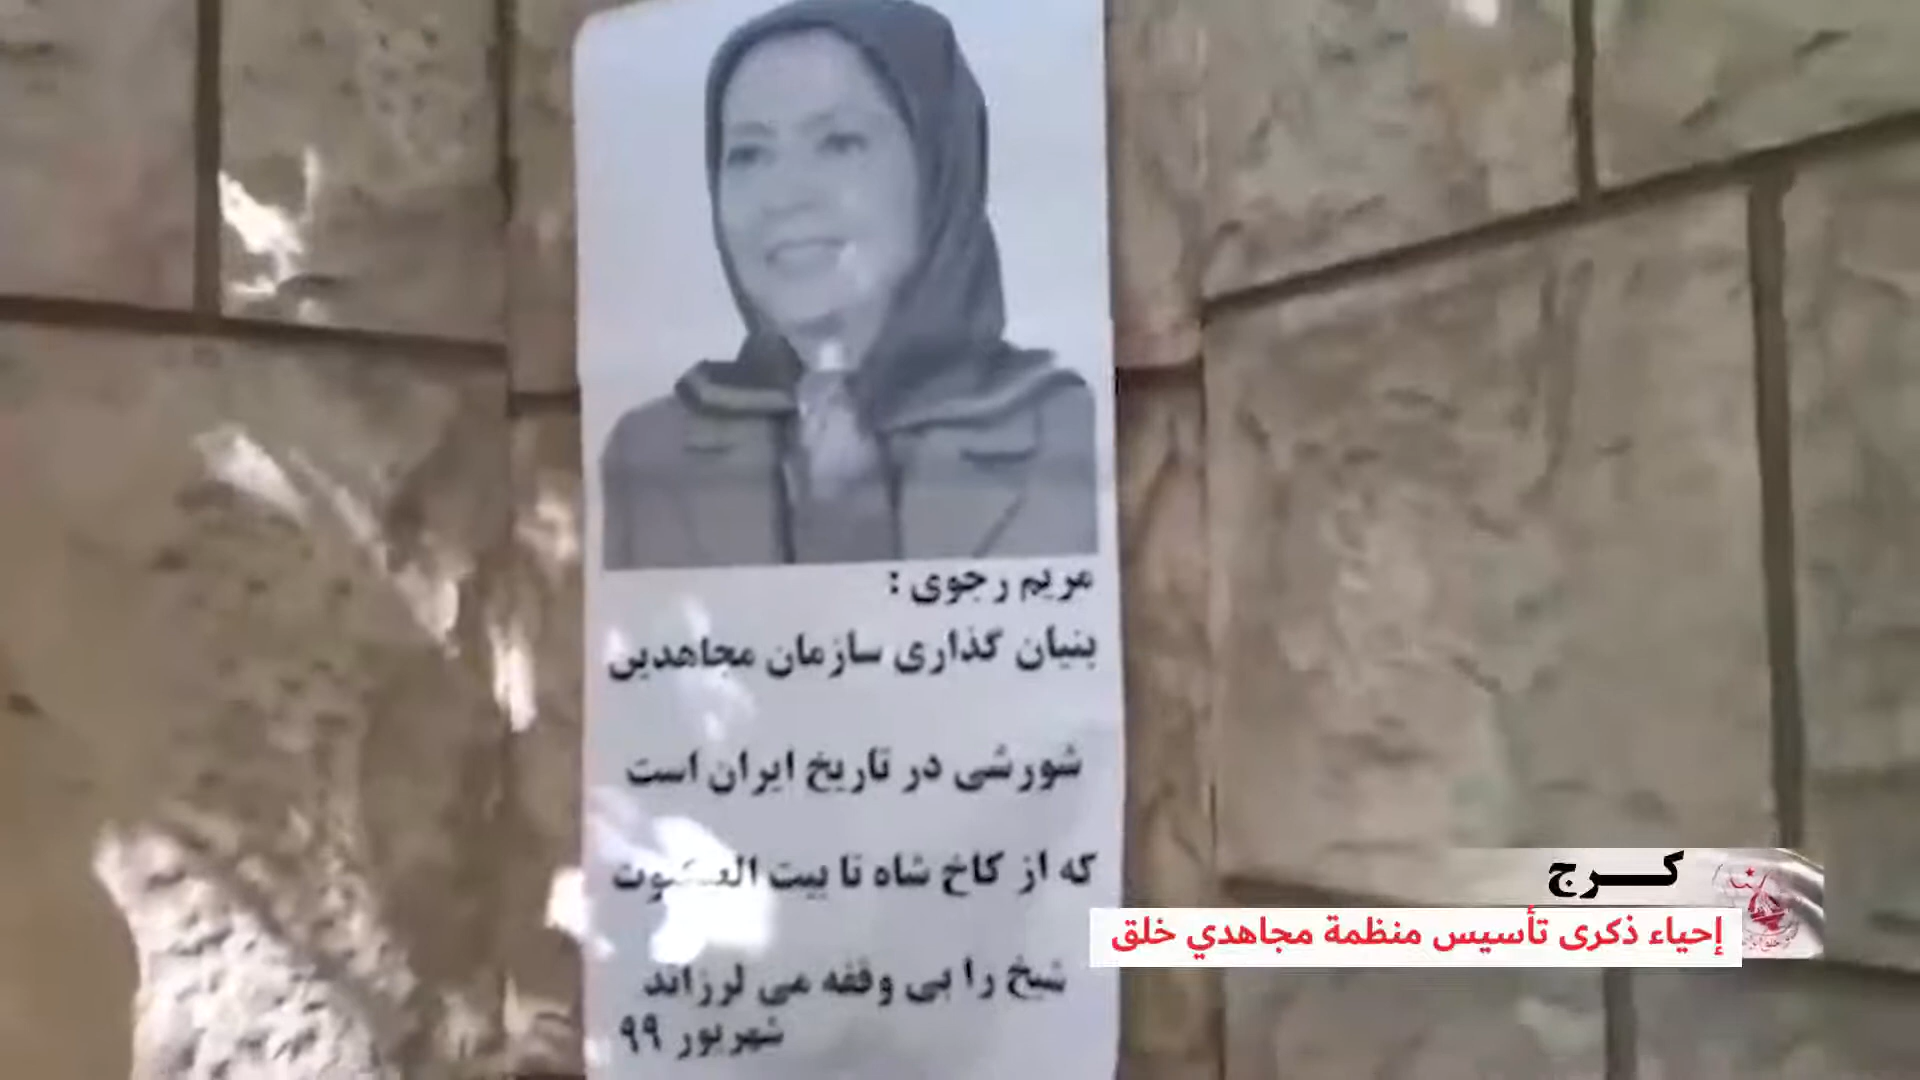 مریم رجوی :
بنیان گذاری سازمان مجاهدین
شورشی در تاریخ ایران است
که از کاخ شاه تا بیت العنکبوت
شیخ را بی وقفه می لرزاند
شهریور ۹۹
كـــرج
إحياء ذكرى تأسيس منظمة مجاهدي خلق